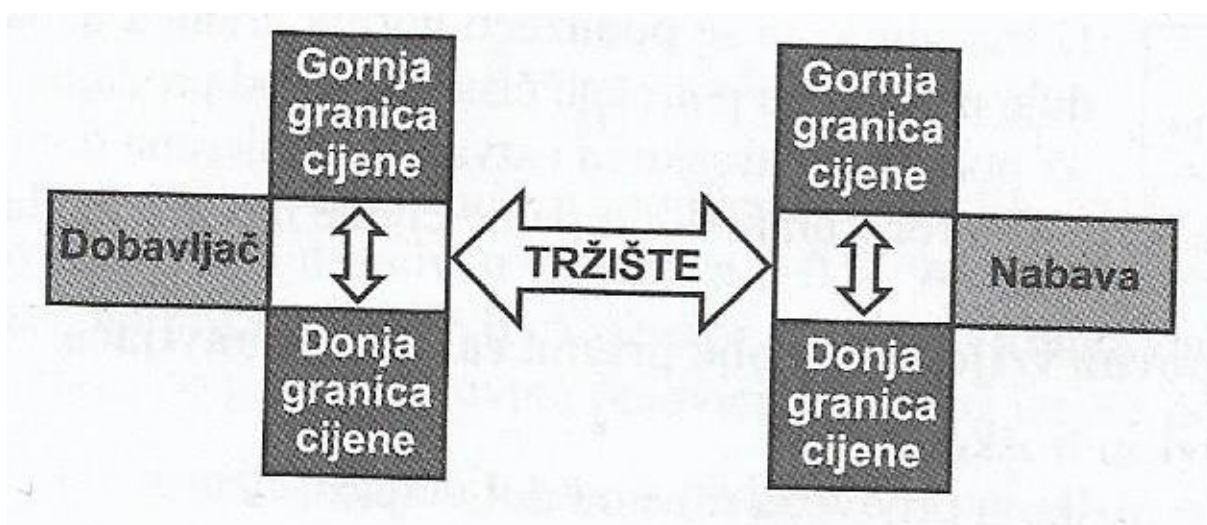 Gornja
granica
cijene
Dobavljač
Donja
granica
cijene
TRŽIŠTE
Gornja
granica
cijene
Nabava
Donja
granica
cijene